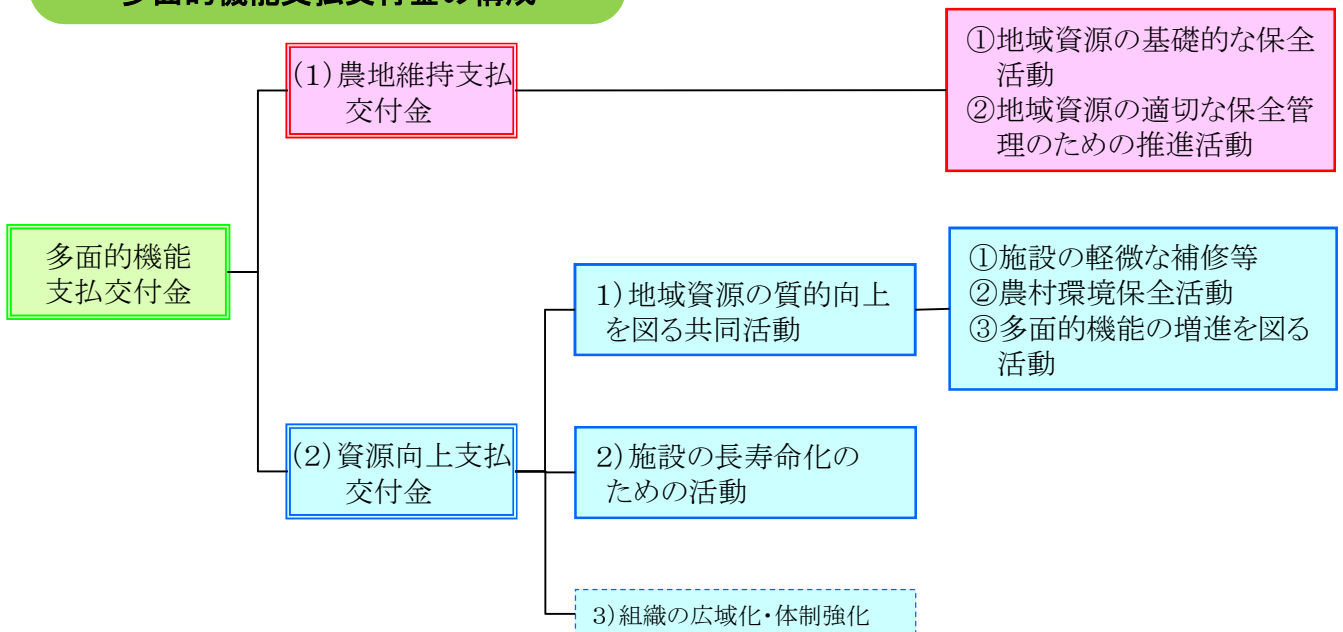 多面的機能支払交付金の構成
(1)農地維持支払
交付金
①地域資源の基礎的な保全
活動
②地域資源の適切な保全管
理のための推進活動
多面的機能
支払交付金
1)地域資源の質的向上
を図る共同活動
①施設の軽微な補修等
②農村環境保全活動
③多面的機能の増進を図る
活動
(2)資源向上支払
交付金
2)施設の長寿命化の
ための活動
3)組織の広域化・体制強化